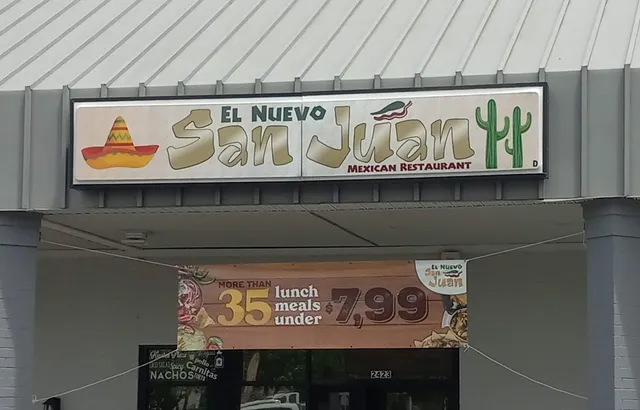 EL NUEVO
San Juan
MEXICAN RESTAURANT
D
MORE THAN
35 lunch
meals
under
$7,99
EL NUEVO
San
Juan
Carnitas
NACHOS
2423